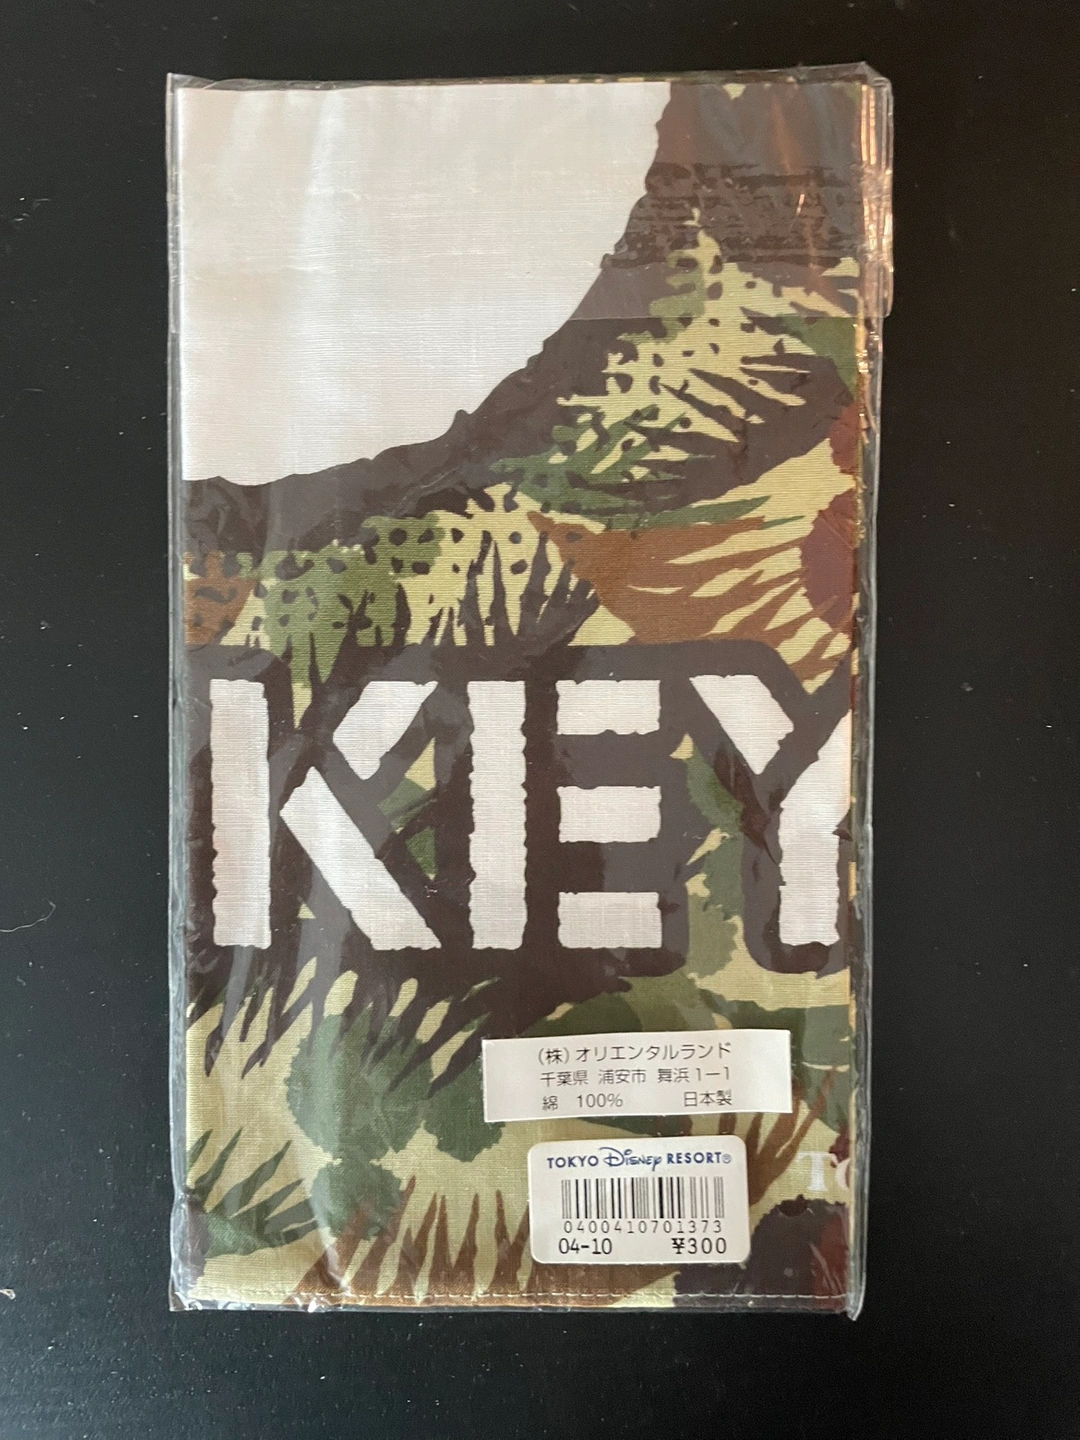 KEY
(株)オリエンタルランド
千葉県 浦安市 舞浜1-1
綿 100% 日本製
TOKYO Disney RESORT®
0400410701373
04-10 ¥300